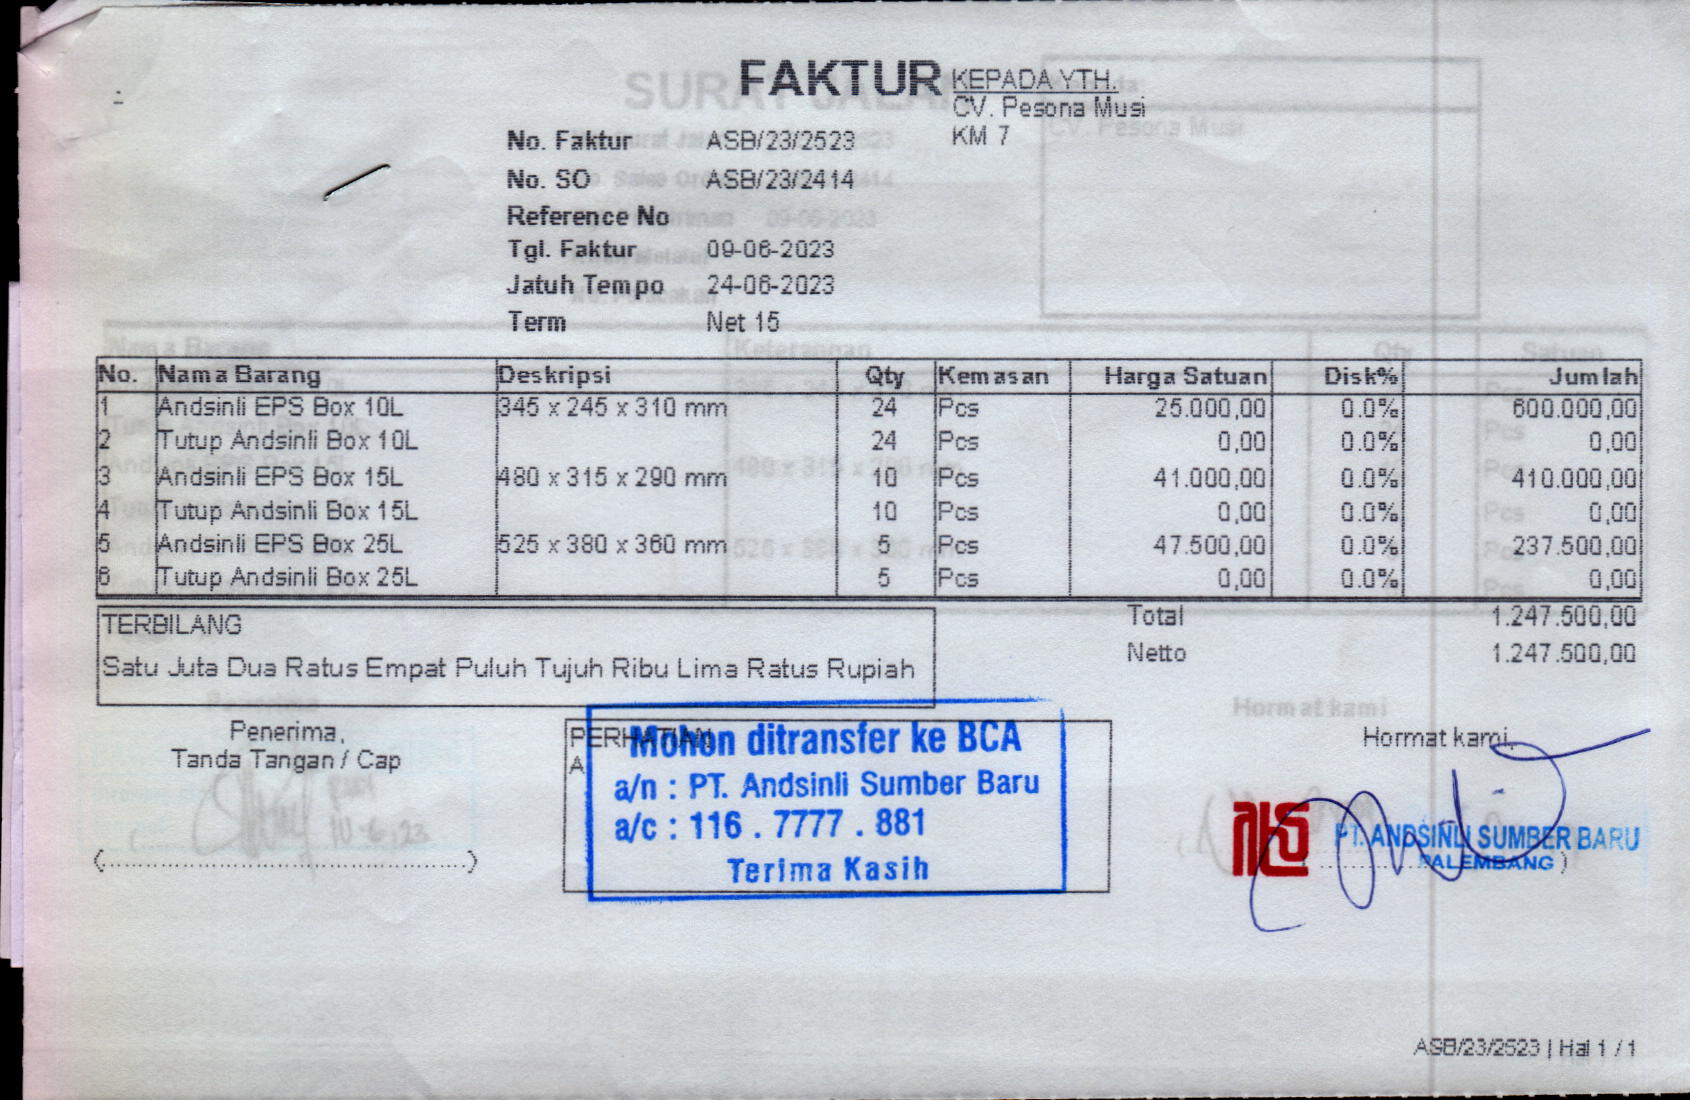 FAKTUR
KEPADA YTH.
CV. Pesona Musi
KM 7
No. Faktur ASB/23/2523
No. SO ASB/23/2414
Reference No
Tgl. Faktur 09-06-2023
Jatuh Tempo 24-06-2023
Term Net 15
No. Nama Barang Deskripsi Qty Kemasan Harga Satuan Disk% Jumlah
1 Andsinli EPS Box 10L 345 x 245 x 310 mm 24 Pcs 25.000,00 0.0% 600.000,00
2 Tutup Andsinli Box 10L 24 Pcs 0,00 0.0% 0,00
3 Andsinli EPS Box 15L 480 x 315 x 290 mm 10 Pcs 41.000,00 0.0% 410.000,00
4 Tutup Andsinli Box 15L 10 Pcs 0,00 0.0% 0,00
5 Andsinli EPS Box 25L 525 x 380 x 360 mm 5 Pcs 47.500,00 0.0% 237.500,00
6 Tutup Andsinli Box 25L 5 Pcs 0,00 0.0% 0,00
TERBILANG
Satu Juta Dua Ratus Empat Puluh Tujuh Ribu Lima Ratus Rupiah
Total 1.247.500,00
Netto 1.247.500,00
Penerima,
Tanda Tangan / Cap
(........................................................)
PERHATIAN
A
Mohon ditransfer ke BCA
a/n : PT. Andsinli Sumber Baru
a/c : 116 . 7777 . 881
Terima Kasih
Hormat kami,
PT. ANDSINLI SUMBER BARU
PALEMBANG
ASB/23/2523 | Hal 1 / 1